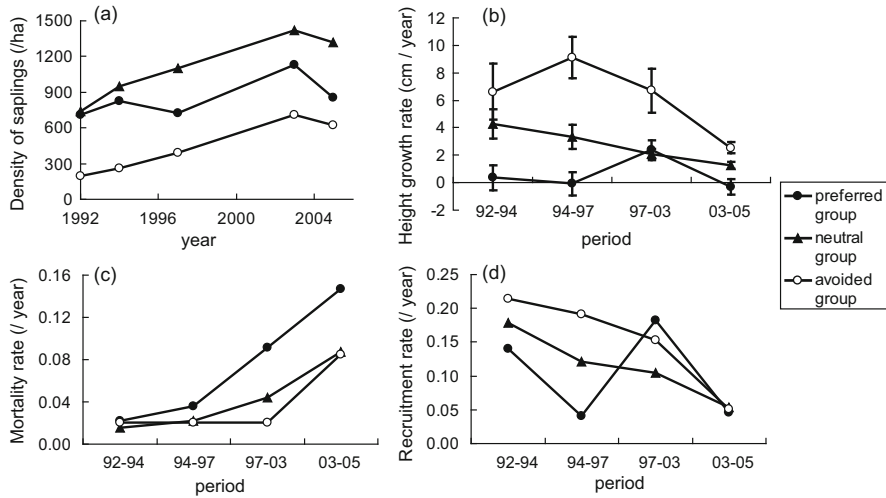 (a)
Density of saplings (/ha)
1500
1200
900
600
300
0
1992
1996
2000
2004
year
(b)
Height growth rate (cm / year)
12
10
8
6
4
2
0
-2
92-94
94-97
97-03
03-05
period
preferred
group
neutral
group
avoided
group
(c)
Mortality rate (/ year)
0.16
0.12
0.08
0.04
0.00
92-94
94-97
97-03
03-05
period
(d)
Recruitment rate (/ year)
0.25
0.20
0.15
0.10
0.05
0.00
92-94
94-97
97-03
03-05
period